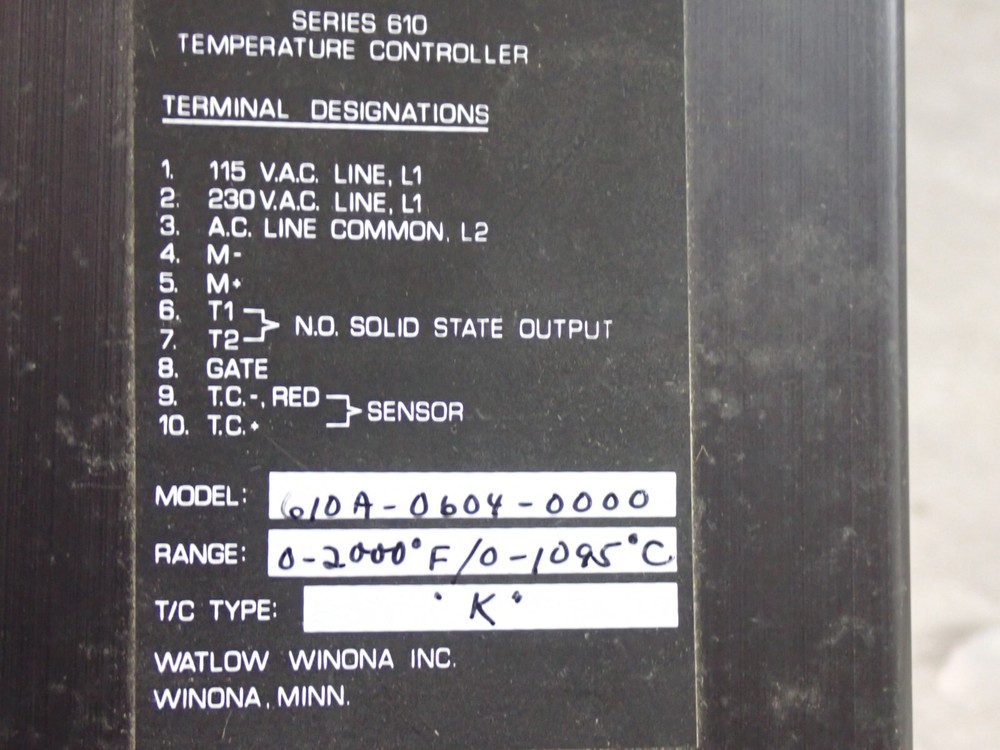 SERIES 610
TEMPERATURE CONTROLLER
TERMINAL DESIGNATIONS
1. 115 V.A.C. LINE, L1
2. 230 V.A.C. LINE, L1
3. A.C. LINE COMMON, L2
4. M-
5. M+
6. T1
7. T2
N.O. SOLID STATE OUTPUT
8. GATE
9. T.C.-, RED
10. T.C.+
SENSOR
MODEL: 610A-0604-0000
RANGE: 0-2000°F/0-1095°C
T/C TYPE: "K"
WATLOW WINONA INC.
WINONA, MINN.